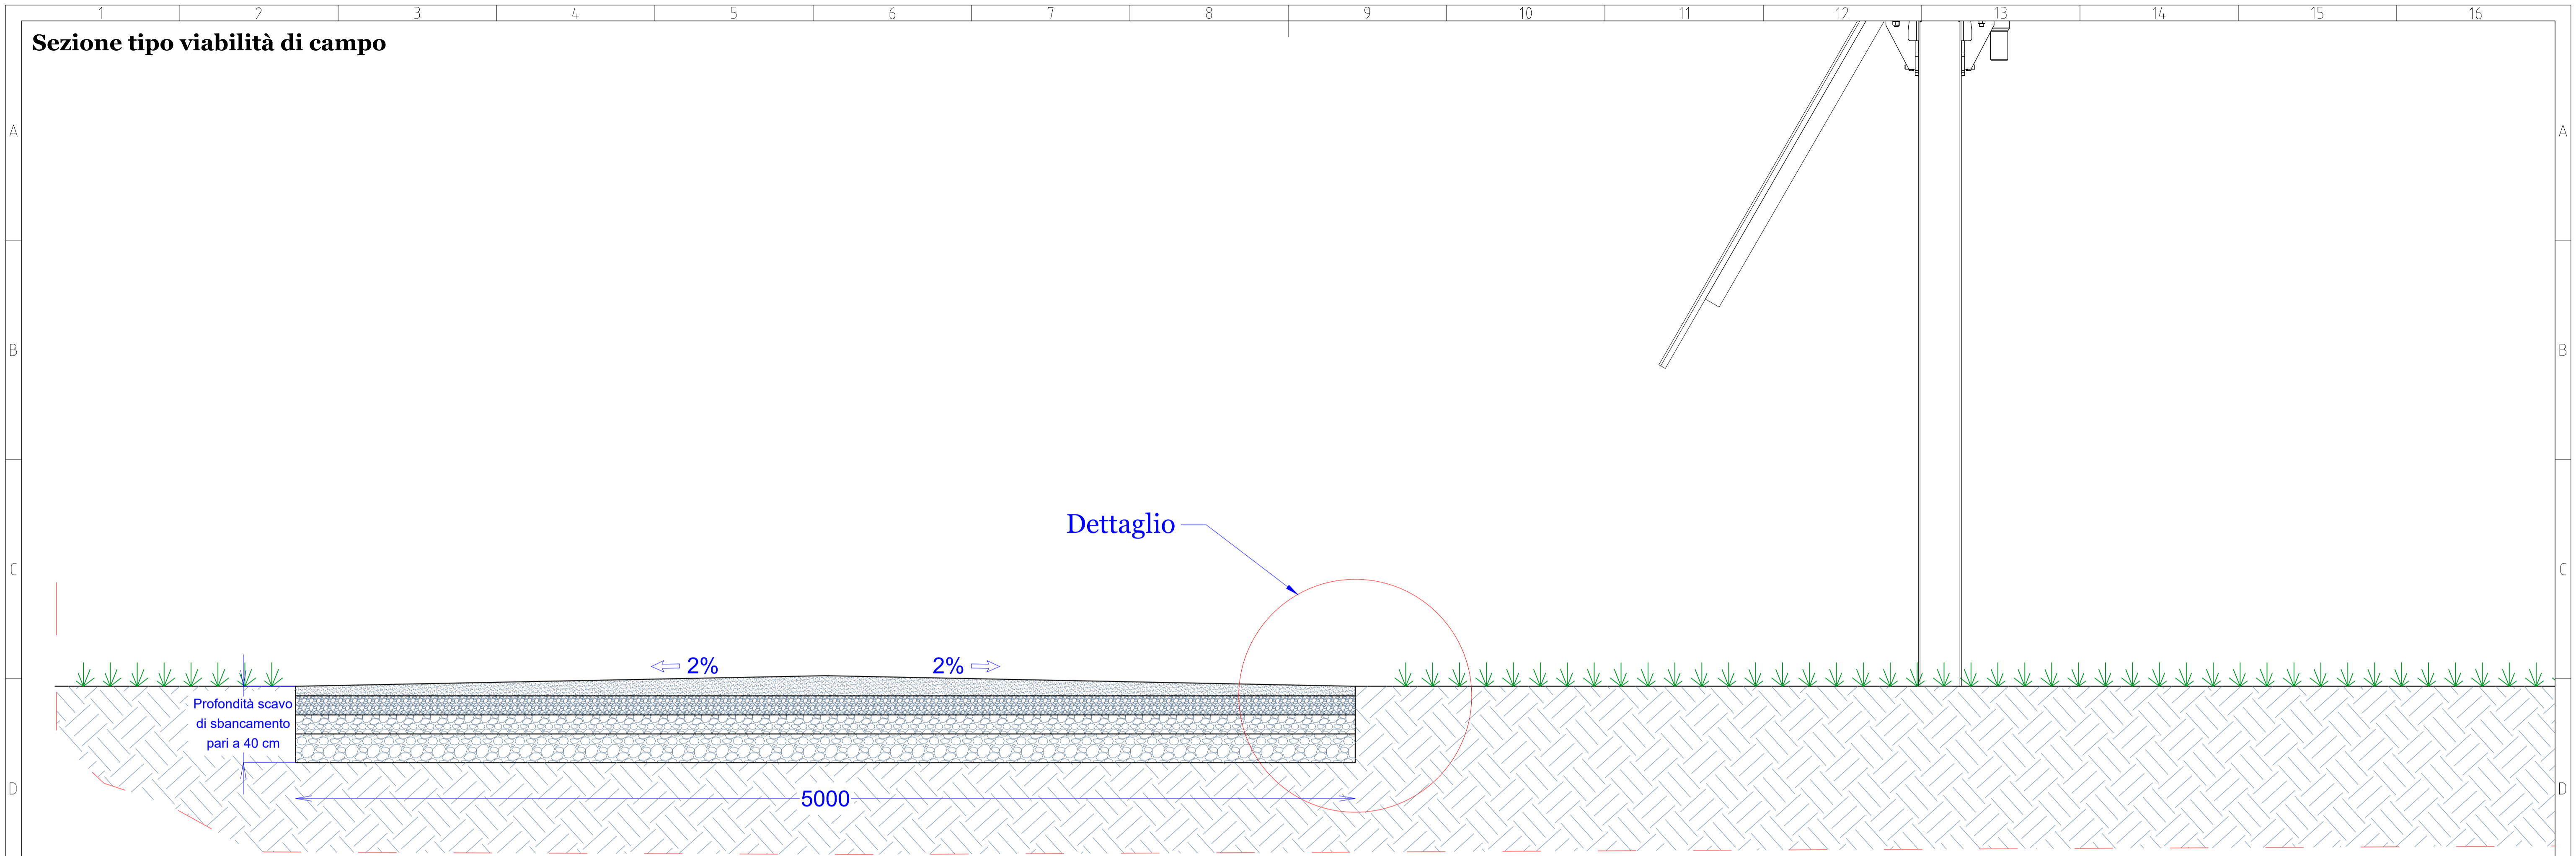 1 2 3 4 5 6 7 8 9 10 11 12 13 14 15 16
Sezione tipo viabilità di campo
A A
B B
Dettaglio
C C
2% 2%
Profondità scavo
di sbancamento
pari a 40 cm
D D
5000